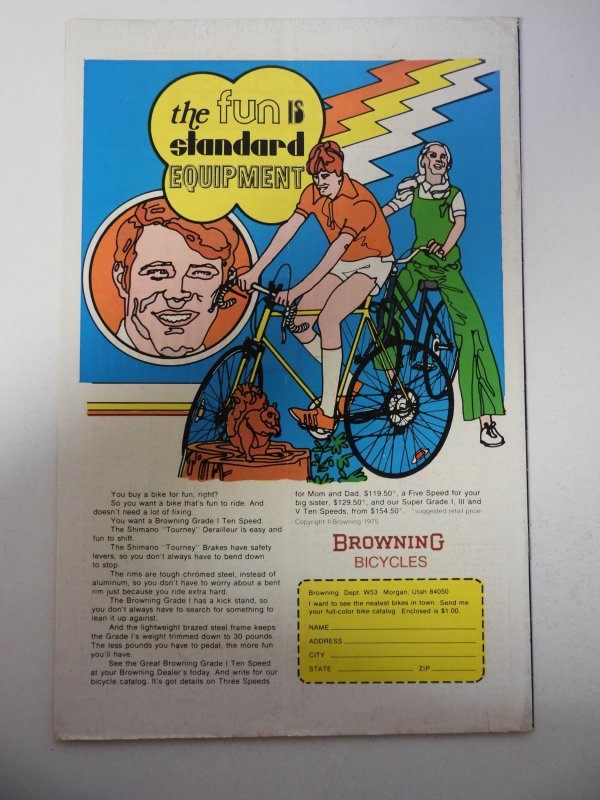 the fun IS
standard
EQUIPMENT
You buy a bike for fun, right?
So you want a bike that's fun to ride. And
doesn't need a lot of fixing.
You want a Browning Grade I Ten Speed.
The Shimano "Tourney" Derailleur is easy and
fun to shift.
The Shimano "Tourney" Brakes have safety
levers, so you don't always have to bend down
to stop.
The rims are tough chromed steel, instead of
aluminum, so you don't have to worry about a bent
rim just because you ride extra hard.
The Browning Grade I has a kick stand, so
you don't always have to search for something to
lean it up against.
And the lightweight brazed steel frame keeps
the Grade I's weight trimmed down to 30 pounds.
The less pounds you have to pedal, the more fun
you'll have.
See the Great Browning Grade I Ten Speed
at your Browning Dealer's today. And write for our
bicycle catalog. It's got details on Three Speeds
for Mom and Dad, $119.50*, a Five Speed for your
big sister, $129.50*, and our Super Grade I, III and
V Ten Speeds, from $154.50*. *suggested retail price
Copyright © Browning 1975
BROWNING
BICYCLES
Browning Dept. W53 Morgan, Utah 84050
I want to see the neatest bikes in town. Send me
your full-color bike catalog. Enclosed is $1.00.
NAME
ADDRESS
CITY
STATE ZIP